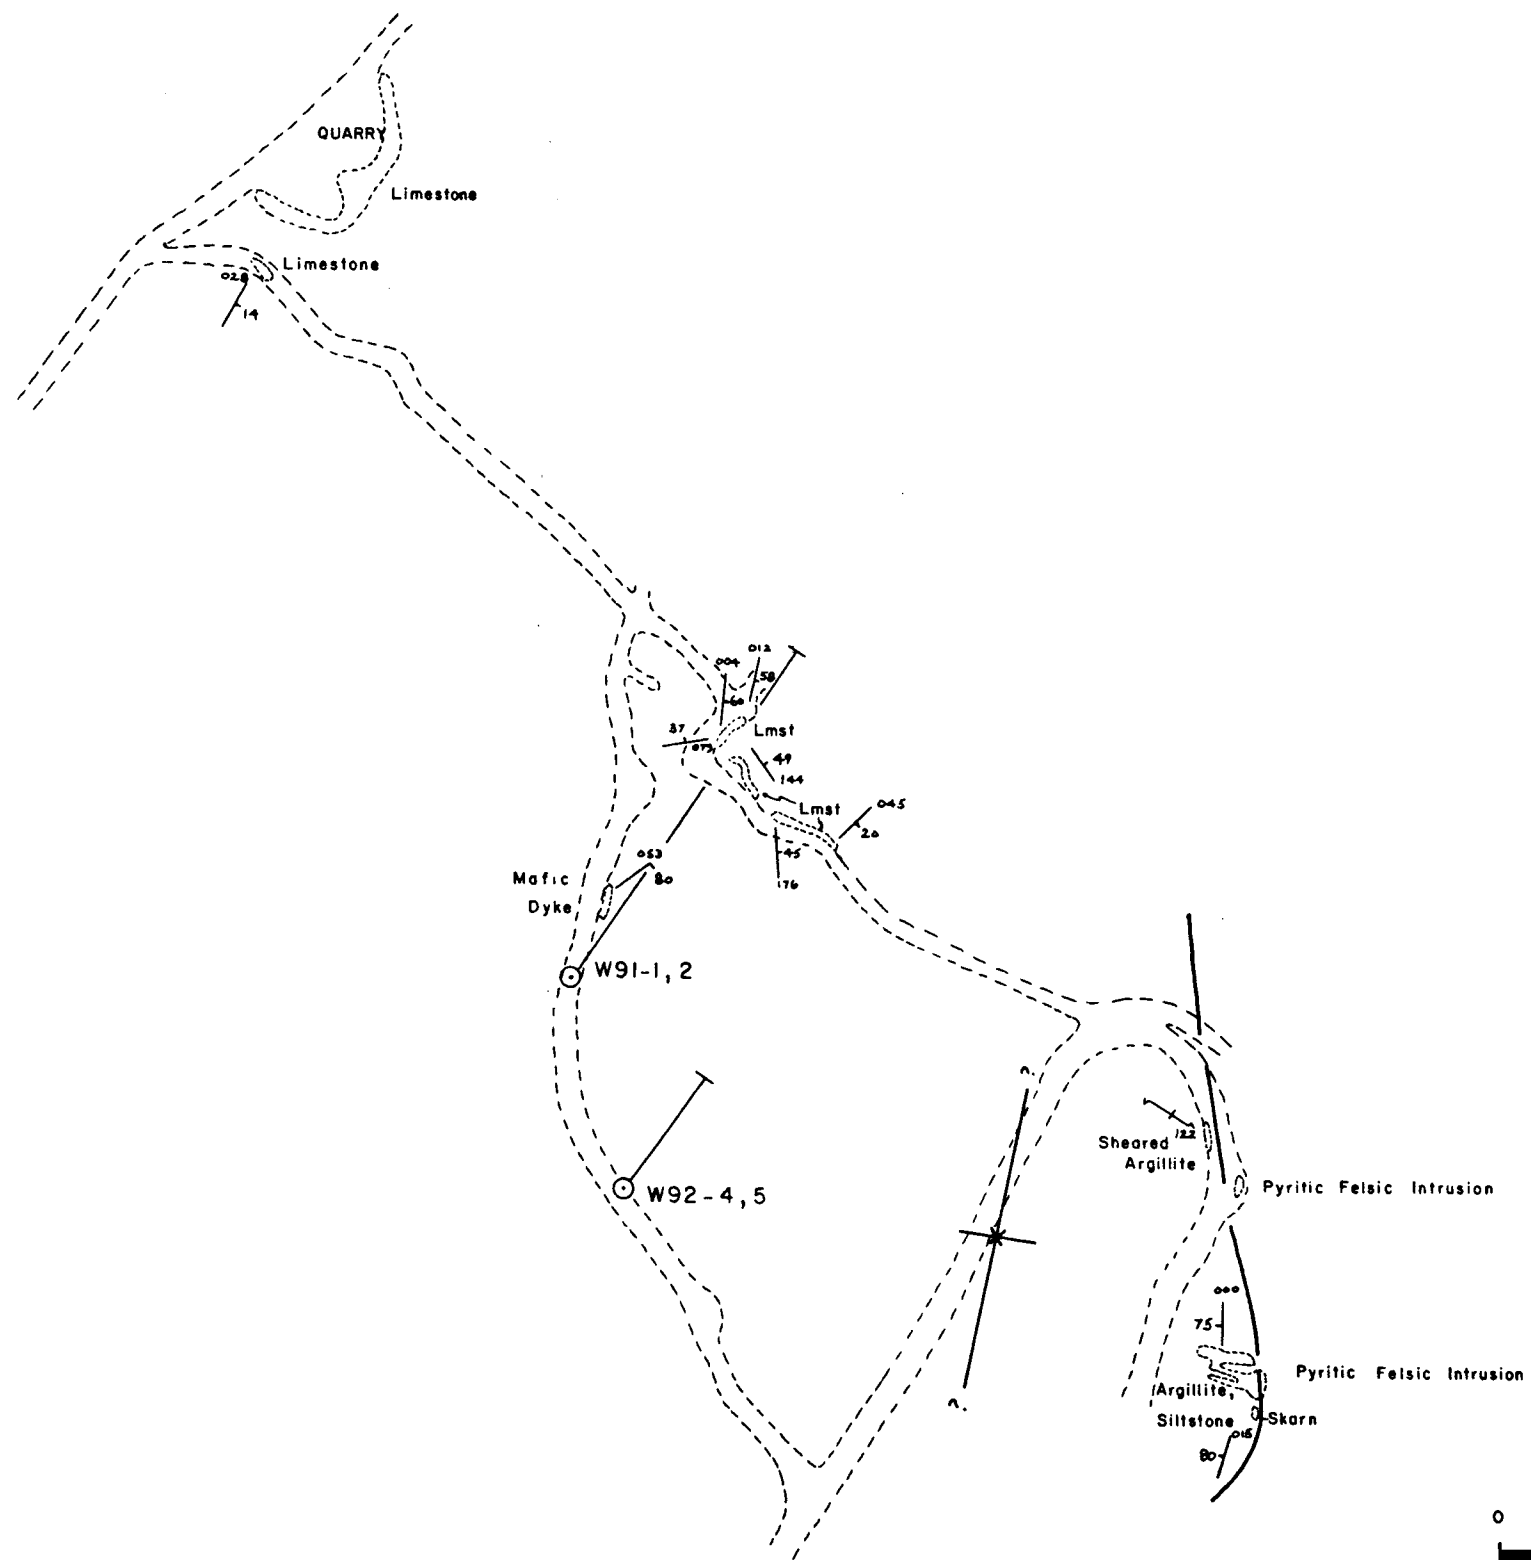 QUARRY
Limestone
Limestone
028
14
012
004
58
60
Lmst
37
075
49
144
Lmst
045
20
45
176
053
80
Mafic
Dyke
W91-1, 2
?
122
Sheared
Argillite
W92-4, 5
Pyritic Felsic Intrusion
000
75
Pyritic Felsic Intrusion
Argillite,
Siltstone
Skarn
?
015
80
0